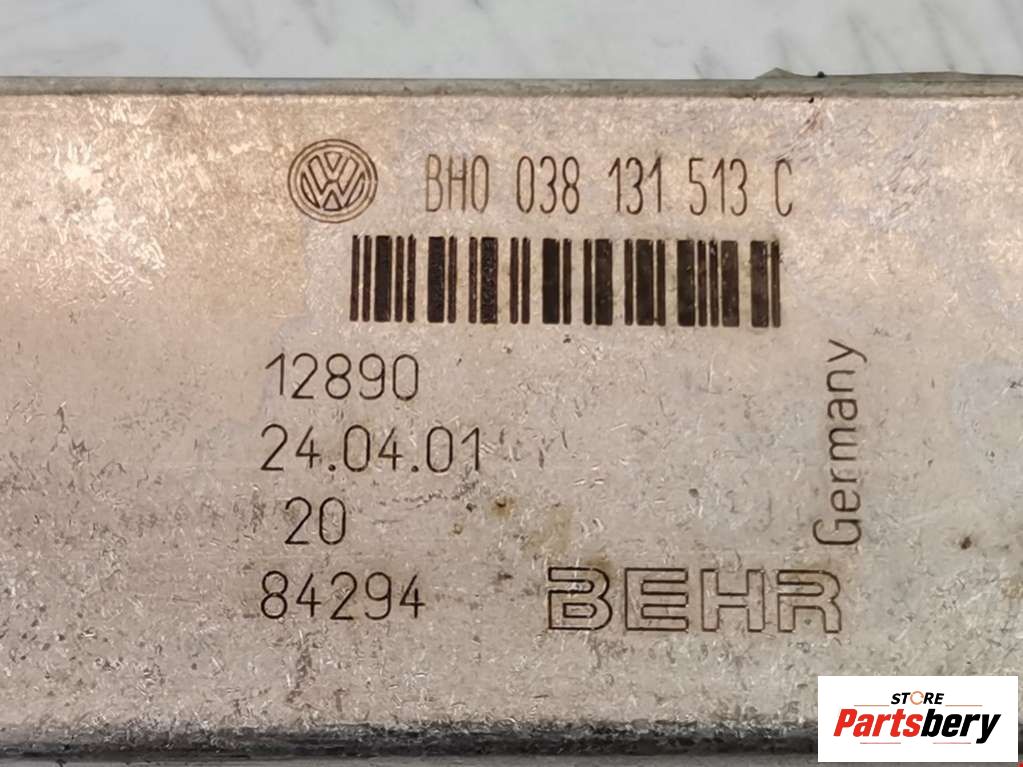 BH0 038 131 513 C
12890
24.04.01
20
84294
Germany
BEHR
STORE
Partsbery